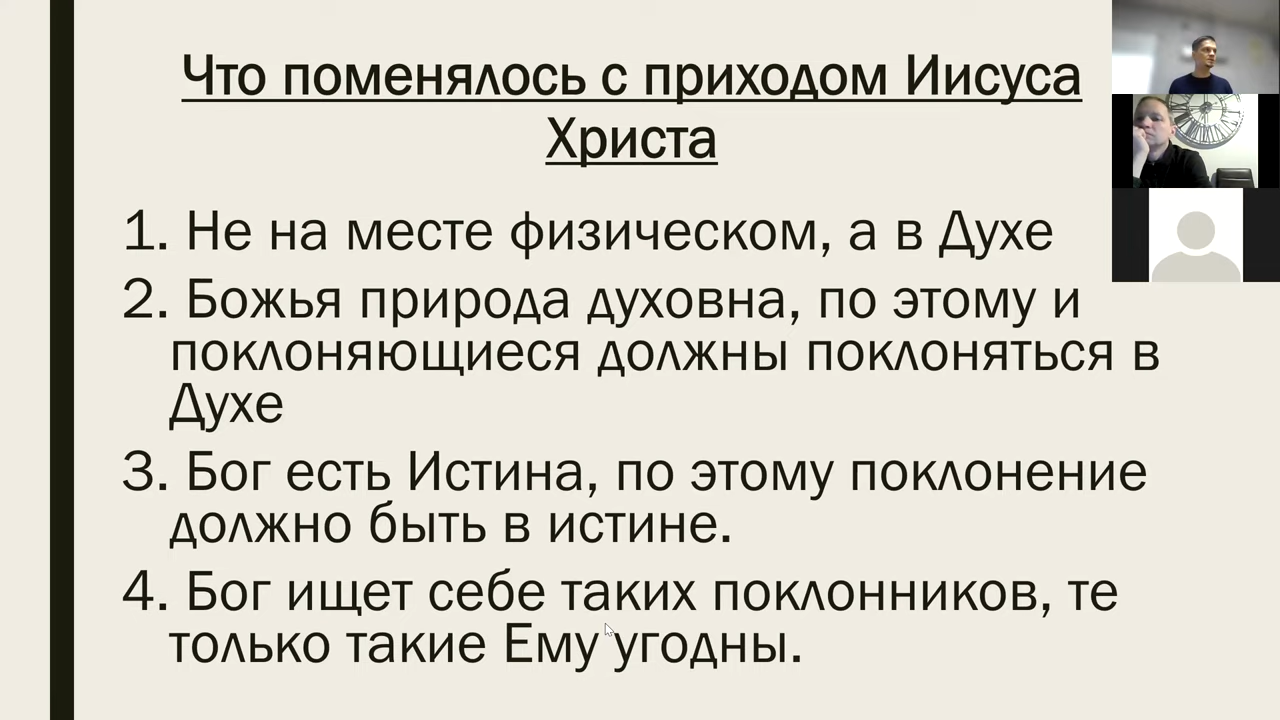 Что поменялось с приходом Иисуса
Христа
1. Не на месте физическом, а в Духе
2. Божья природа духовна, по этому и
поклоняющиеся должны поклоняться в
Духе
3. Бог есть Истина, по этому поклонение
должно быть в истине.
4. Бог ищет себе таких поклонников, те
только такие Ему угодны.